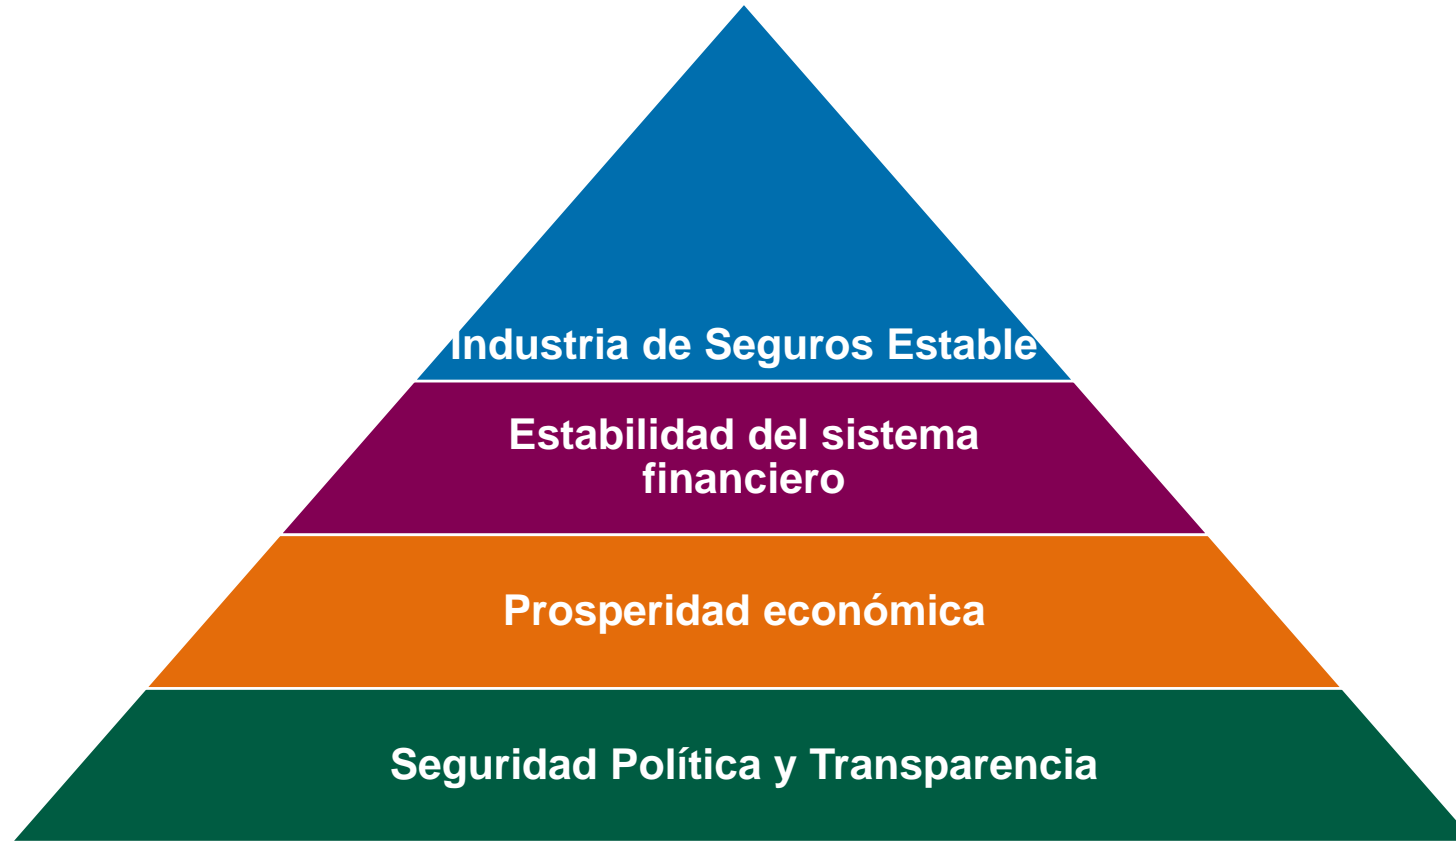 Industria de Seguros Estable
Estabilidad del sistema
financiero
Prosperidad económica
Seguridad Política y Transparencia